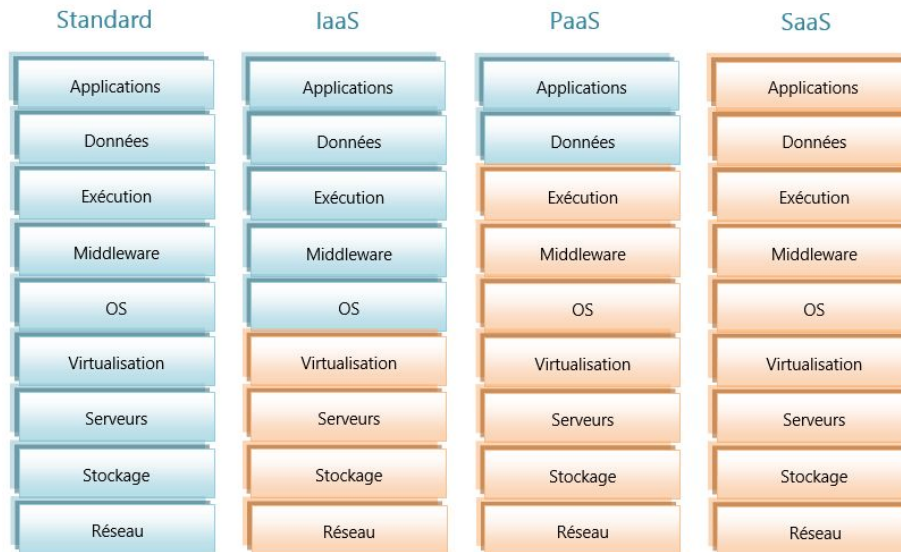 Standard
IaaS
PaaS
SaaS
Applications
Applications
Applications
Applications
Données
Données
Données
Données
Exécution
Exécution
Exécution
Exécution
Middleware
Middleware
Middleware
Middleware
OS
OS
OS
OS
Virtualisation
Virtualisation
Virtualisation
Virtualisation
Serveurs
Serveurs
Serveurs
Serveurs
Stockage
Stockage
Stockage
Stockage
Réseau
Réseau
Réseau
Réseau